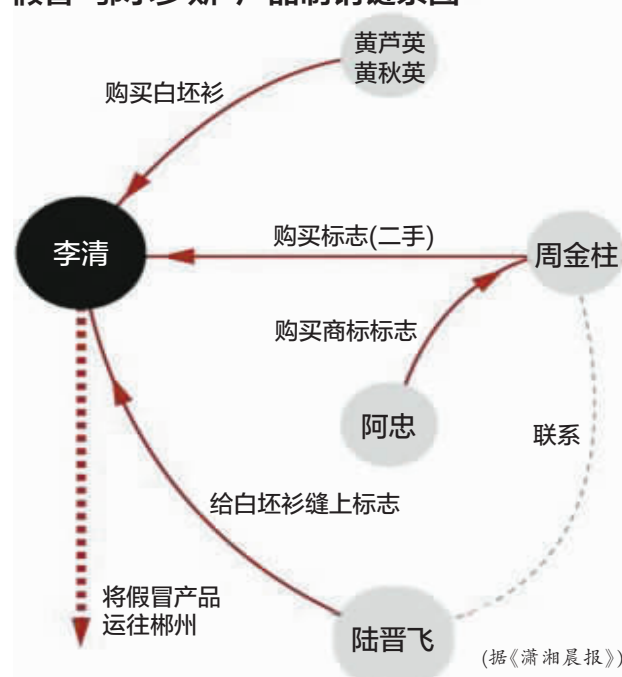 黄芦英
黄秋英
购买白坯衫
李清
购买标志(二手)
周金柱
购买商标标志
阿忠
联系
给白坯衫缝上标志
将假冒产品
运往郴州
陆晋飞
(据《潇湘晨报》)